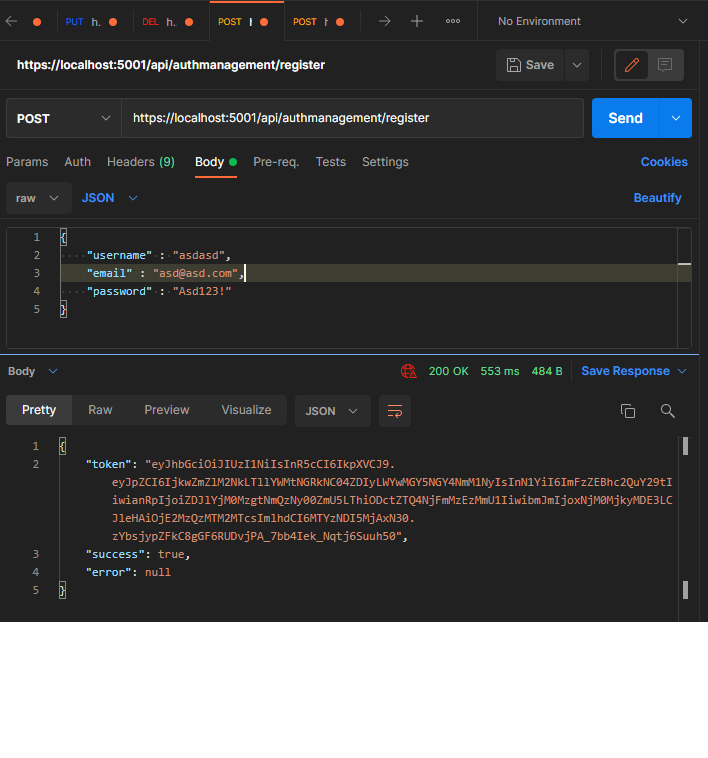 PUT h. DEL h. POST h POST h No Environment
https://localhost:5001/api/authmanagement/register Save
POST https://localhost:5001/api/authmanagement/register Send
Params Auth Headers (9) Body Pre-req. Tests Settings Cookies
raw JSON Beautify
1 {
2 "username" : "asdasd",
3 "email" : "asd@asd.com",
4 "password" : "Asd123!"
5 }
Body 200 OK 553 ms 484 B Save Response
Pretty Raw Preview Visualize JSON
1 {
2 "token": "eyJhbGciOiJIUzI1NiIsInR5cCI6IkpXVCJ9.
eyJpZCI6IjkwZmZlM2NkLTllYWMtNGRkNC04ZDIyLWYwMGY5NGY4NmM1NyIsInN1YiI6ImFzZEBhc2QuY29tI
iwianRpIjoiZDJlYjM0MzgtNmQzNy00ZmU5LThiODctZTQ4NjFmMzEzMmU1IiwibmJmIjoxNjM0MjkyMDE3LC
JleHAiOjE2MzQzMTM2MTcsImlhdCI6MTYzNDI5MjAxN30.
zYbsjypZFkC8gGF6RUDvjPA_7bb4Iek_Nqtj6Suuh50",
3 "success": true,
4 "error": null
5 }